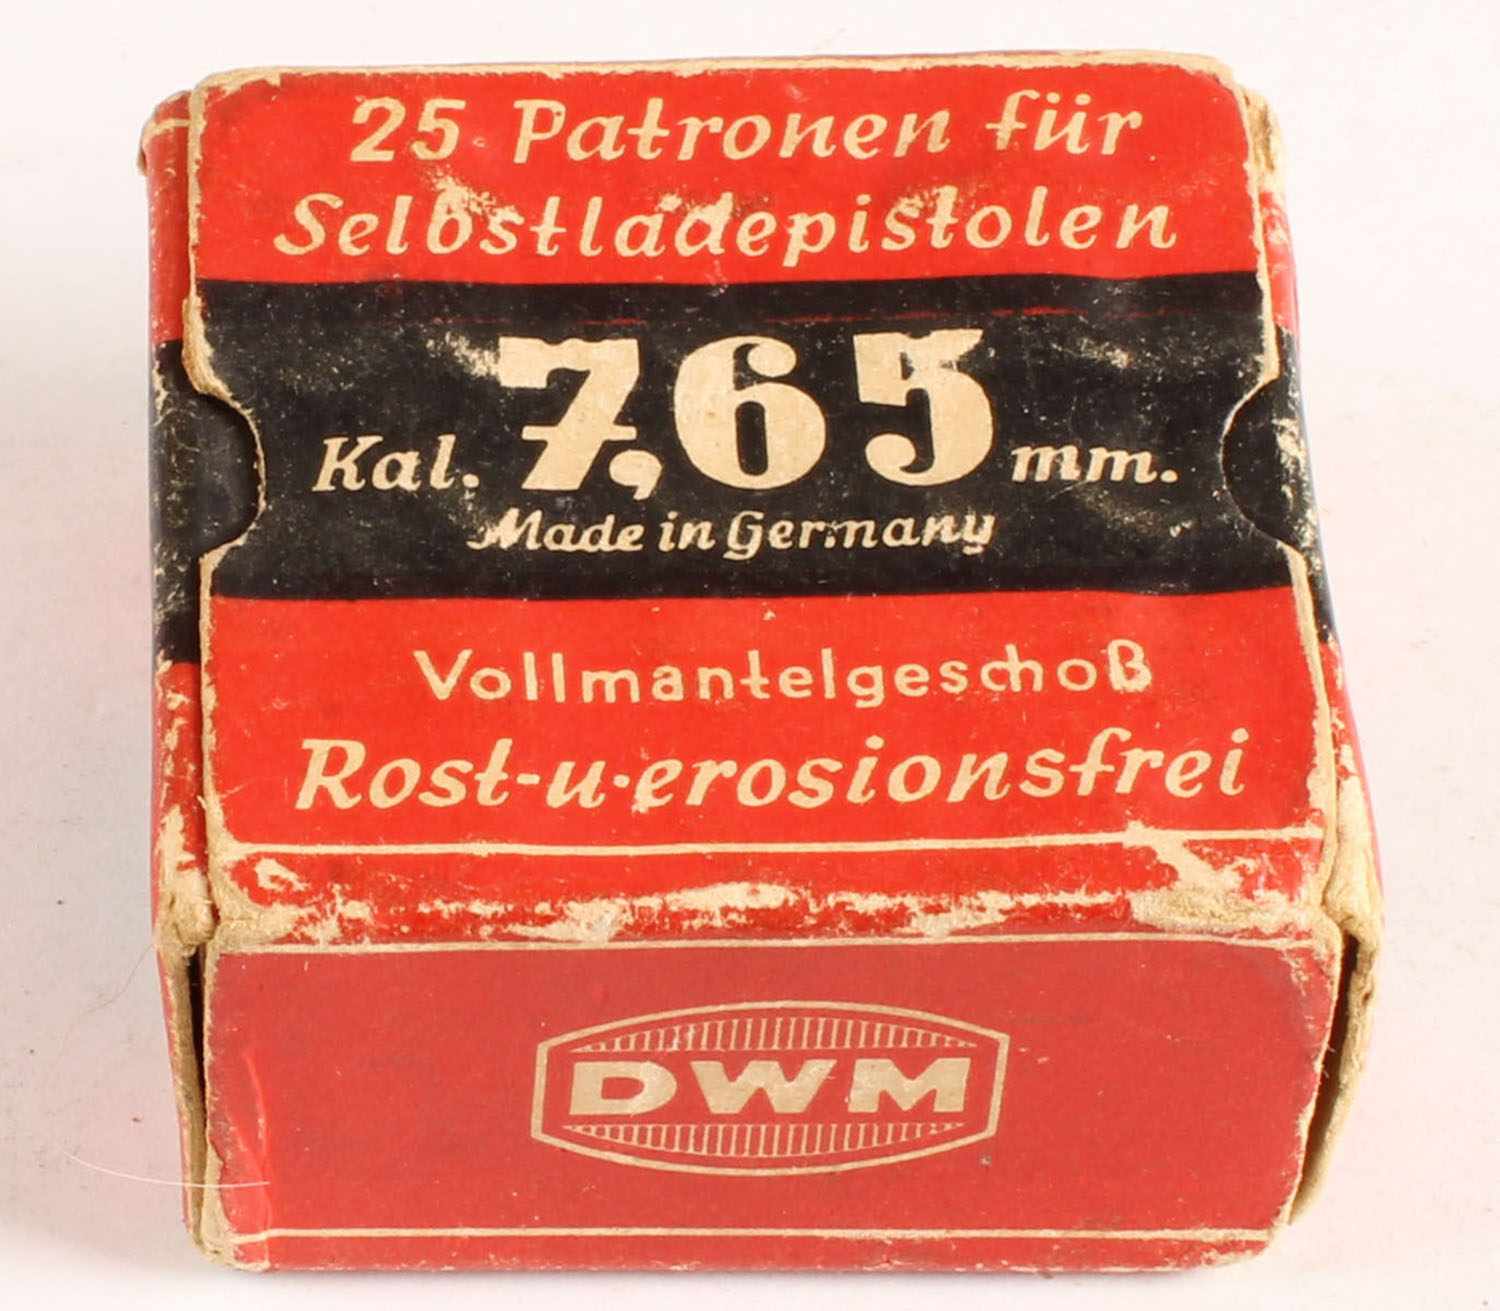 25 Patronen für
Selbstladepistolen
Kal. 7,65 mm.
Made in Germany
Vollmantelgeschoß
Rost-u·erosionsfrei
DWM